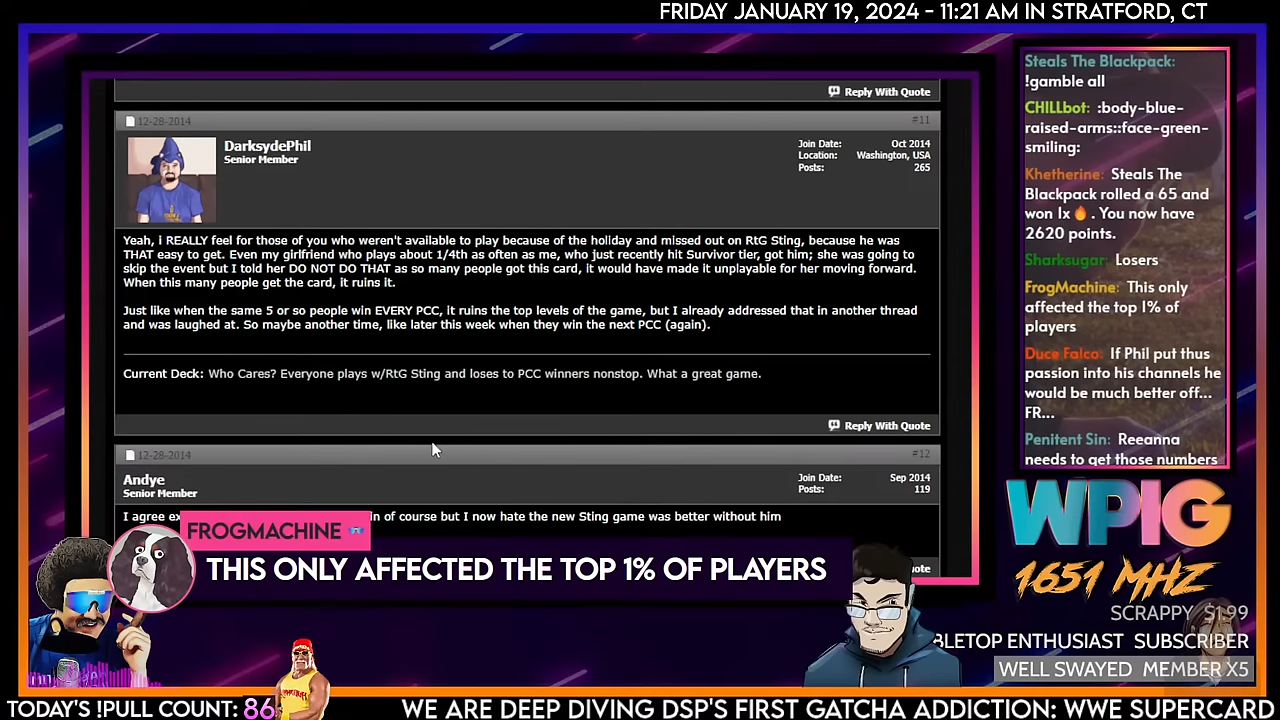 FRIDAY JANUARY 19, 2024 - 11:21 AM IN STRATFORD, CT
Reply With Quote
12-28-2014
#11
DarksydePhil
Senior Member
Join Date: Oct 2014
Location: Washington, USA
Posts: 265
Yeah, i REALLY feel for those of you who weren't available to play because of the holiday and missed out on RtG Sting, because he was
THAT easy to get. Even my girlfriend who plays about 1/4th as often as me, who just recently hit Survivor tier, got him; she was going to
skip the event but I told her DO NOT DO THAT as so many people got this card, it would have made it unplayable for her moving forward.
When this many people get the card, it ruins it.
Just like when the same 5 or so people win EVERY PCC, it ruins the top levels of the game, but I already addressed that in another thread
and was laughed at. So maybe another time, like later this week when they win the next PCC (again).
Current Deck: Who Cares? Everyone plays w/RtG Sting and loses to PCC winners nonstop. What a great game.
Reply With Quote
12-28-2014
#12
Andye
Senior Member
Join Date: Sep 2014
Posts: 119
I agree in of course but I now hate the new Sting game was better without him
FROGMACHINE
THIS ONLY AFFECTED THE TOP 1% OF PLAYERS
Steals The Blackpack:
!gamble all
CHILLbot: :body-blue-
raised-arms::face-green-
smiling:
Khetherine: Steals The
Blackpack rolled a 65 and
won 1x🔥. You now have
2620 points.
Sharksugar: Losers
FrogMachine: This only
affected the top 1% of
players
Duce Falco: If Phil put thus
passion into his channels he
would be much better off...
FR...
Penitent Sin: Reeanna
needs to get those numbers
WPIG
1651 MHZ
SCRAPPY $1.99
BLETOP ENTHUSIAST SUBSCRIBER
WELL SWAYED MEMBER X5
TODAY'S !PULL COUNT: 86
WE ARE DEEP DIVING DSP'S FIRST GATCHA ADDICTION: WWE SUPERCARD